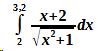 ∫₂^{3,2} (x+2)/√(x²+1) dx